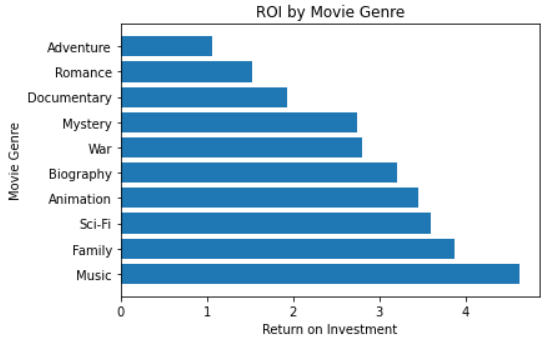 ROI by Movie Genre
Movie Genre
Adventure
Romance
Documentary
Mystery
War
Biography
Animation
Sci-Fi
Family
Music
0 1 2 3 4
Return on Investment